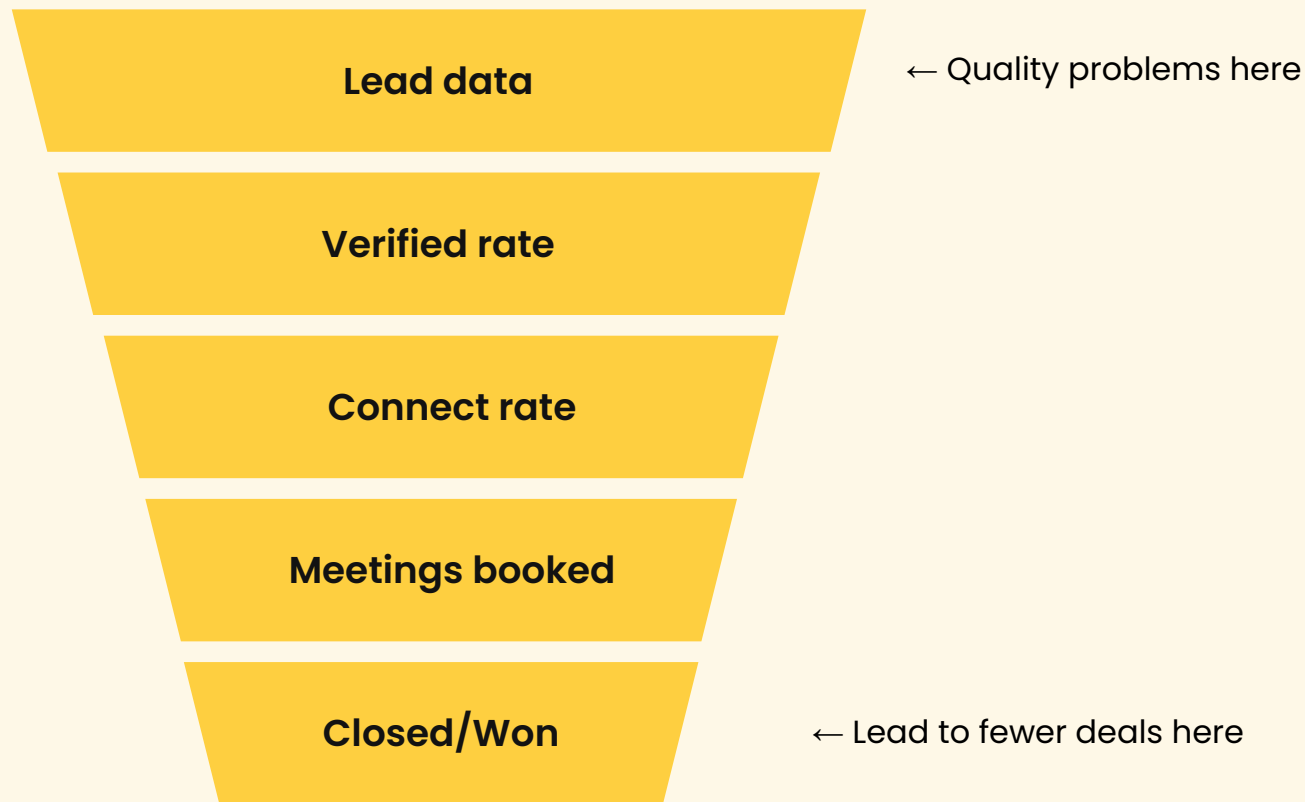 Lead data
← Quality problems here
Verified rate
Connect rate
Meetings booked
Closed/Won
← Lead to fewer deals here